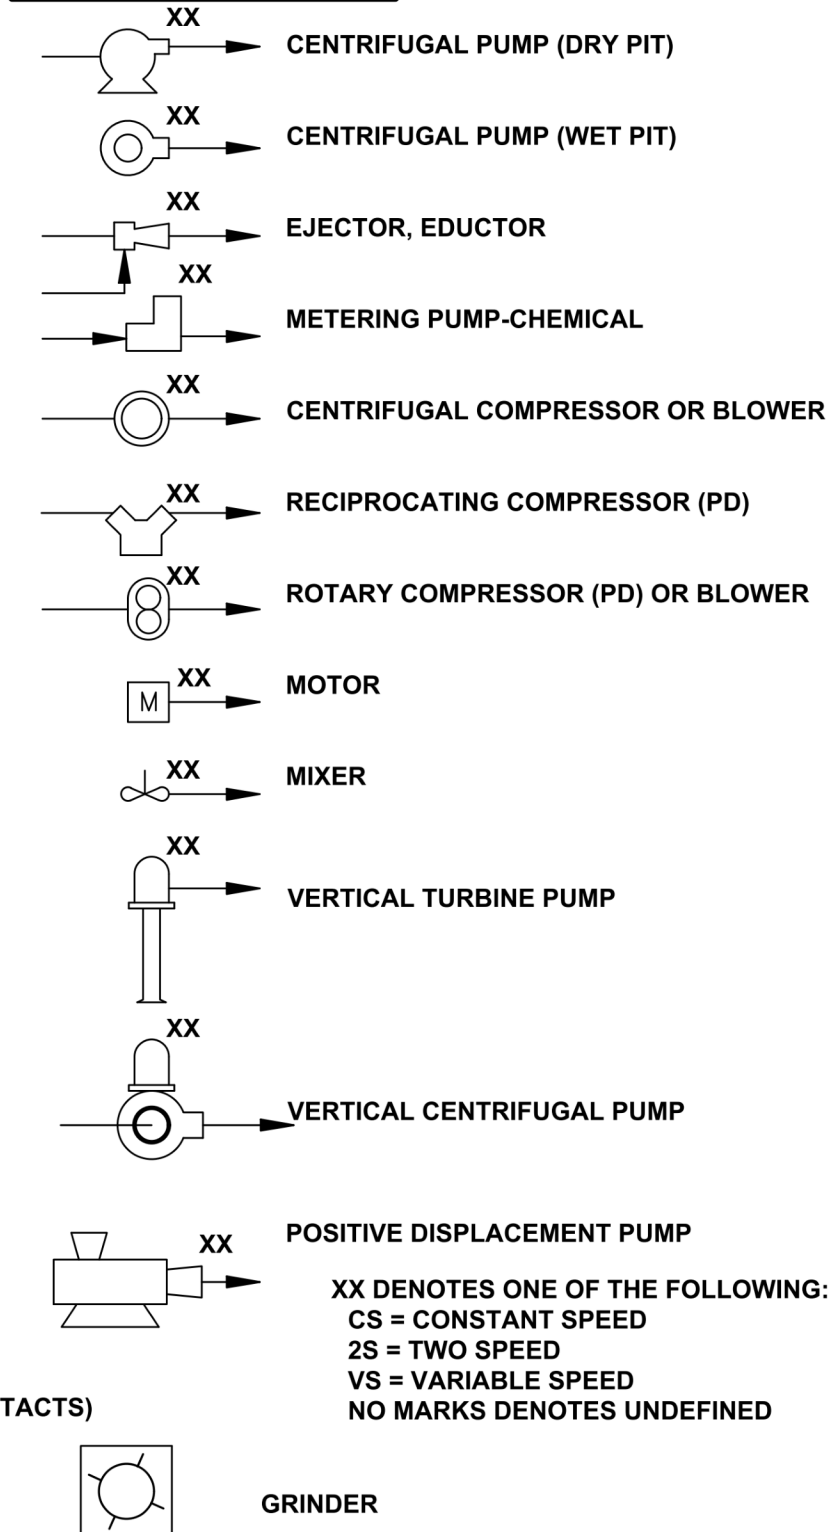 XX
CENTRIFUGAL PUMP (DRY PIT)
XX
CENTRIFUGAL PUMP (WET PIT)
XX
EJECTOR, EDUCTOR
XX
METERING PUMP-CHEMICAL
XX
CENTRIFUGAL COMPRESSOR OR BLOWER
XX
RECIPROCATING COMPRESSOR (PD)
XX
ROTARY COMPRESSOR (PD) OR BLOWER
XX
M
MOTOR
XX
MIXER
XX
VERTICAL TURBINE PUMP
XX
VERTICAL CENTRIFUGAL PUMP
XX
POSITIVE DISPLACEMENT PUMP
XX DENOTES ONE OF THE FOLLOWING:
CS = CONSTANT SPEED
2S = TWO SPEED
VS = VARIABLE SPEED
NO MARKS DENOTES UNDEFINED
TACTS)
GRINDER